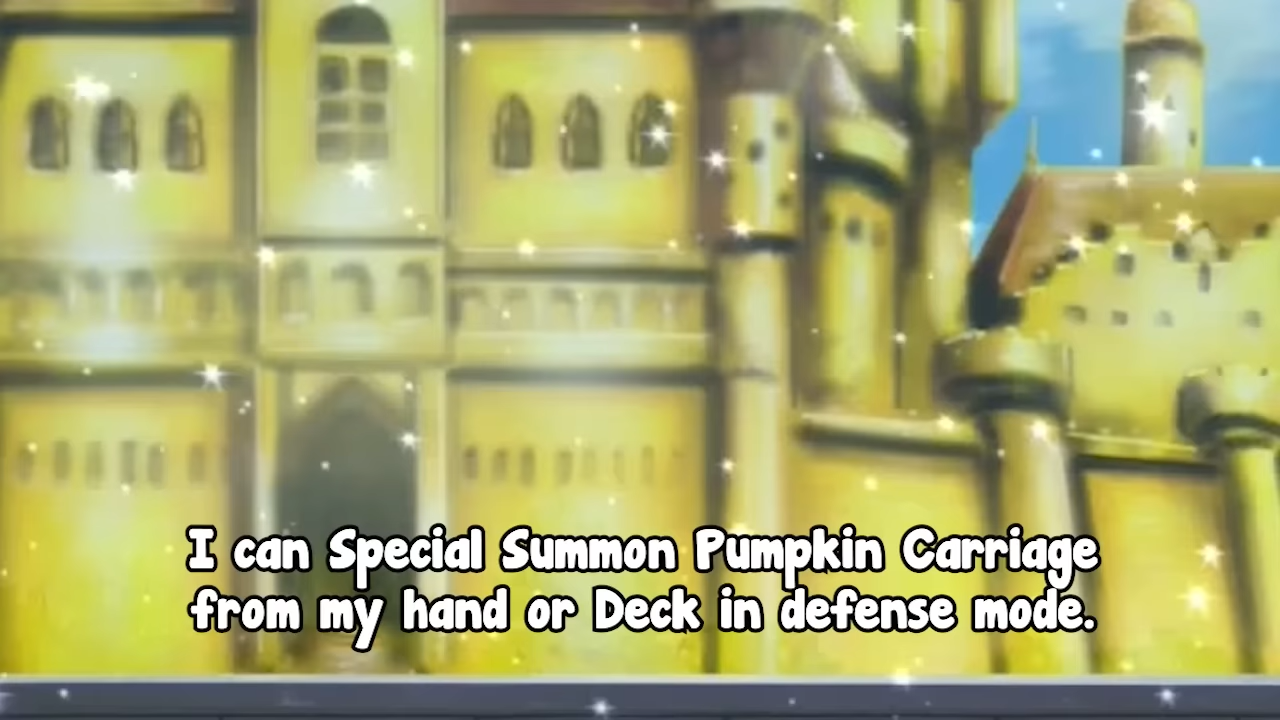 I can Special Summon Pumpkin Carriage
from my hand or Deck in defense mode.